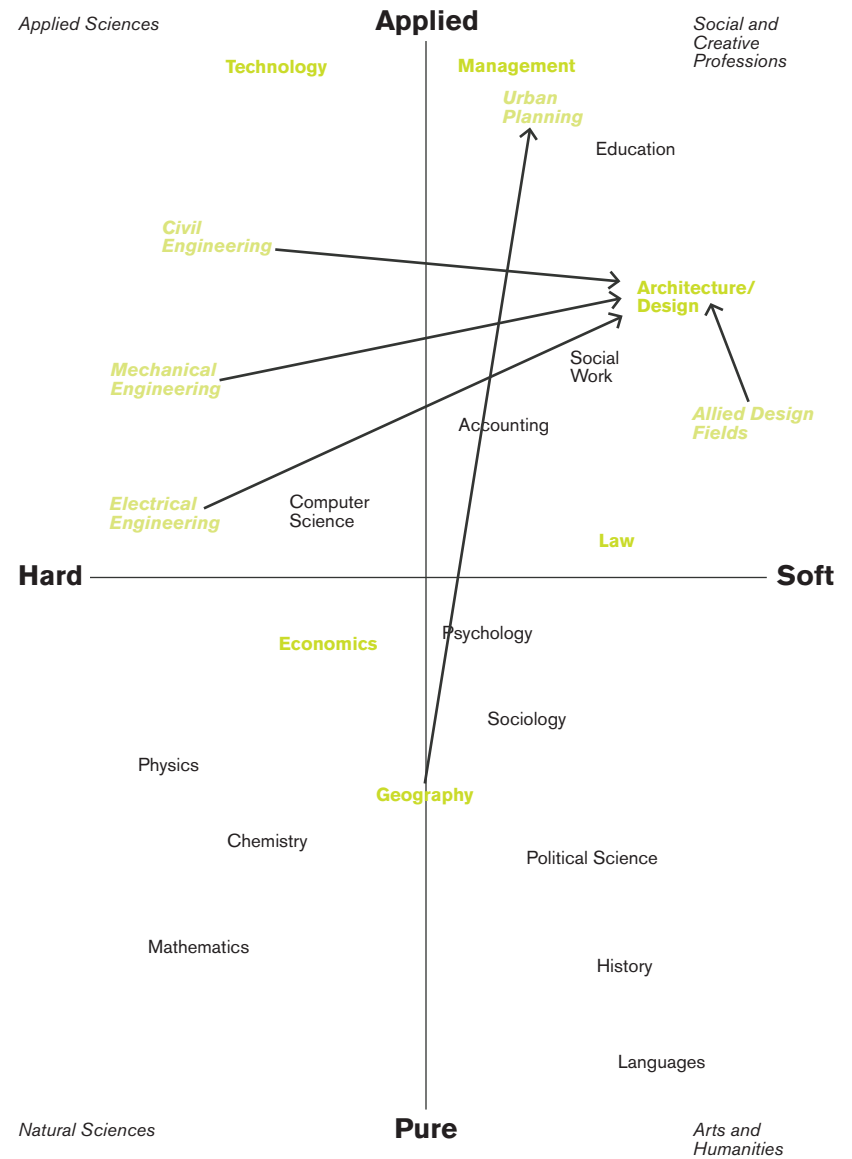 Applied Sciences
Applied
Social and
Creative
Professions
Technology
Management
Urban
Planning
Education
Civil
Engineering
Architecture/
Design
Mechanical
Engineering
Social
Work
Allied Design
Fields
Accounting
Electrical
Engineering
Computer
Science
Law
Hard
Soft
Economics
Psychology
Sociology
Physics
Geography
Chemistry
Political Science
Mathematics
History
Languages
Natural Sciences
Pure
Arts and
Humanities